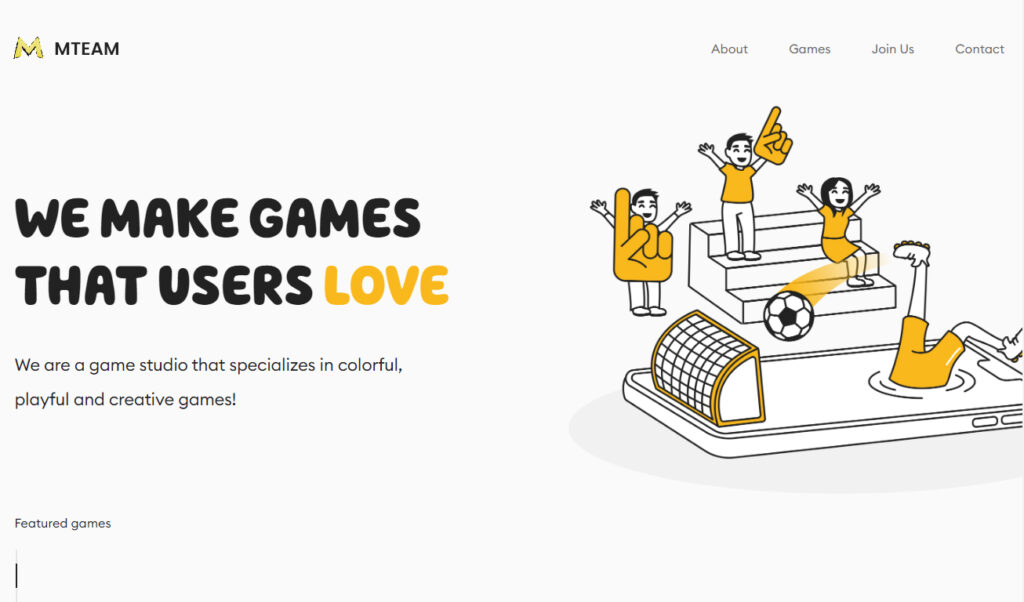 MTEAM
About Games Join Us Contact
WE MAKE GAMES
THAT USERS LOVE
We are a game studio that specializes in colorful,
playful and creative games!
Featured games